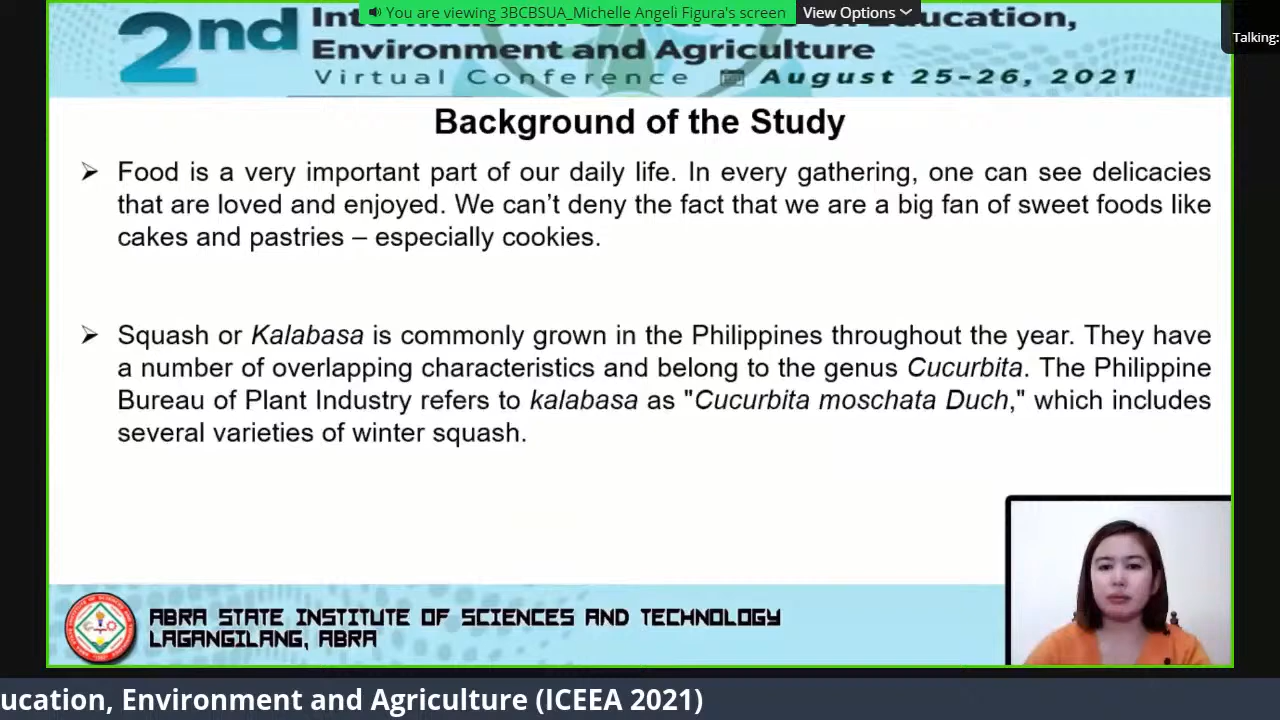 You are viewing 3BCBSUA_Michelle Angeli Figura's screen
View Options
Talking:
2nd
Environment and Agriculture
Virtual Conference August 25-26, 2021
Background of the Study
Food is a very important part of our daily life. In every gathering, one can see delicacies
that are loved and enjoyed. We can't deny the fact that we are a big fan of sweet foods like
cakes and pastries – especially cookies.
Squash or Kalabasa is commonly grown in the Philippines throughout the year. They have
a number of overlapping characteristics and belong to the genus Cucurbita. The Philippine
Bureau of Plant Industry refers to kalabasa as "Cucurbita moschata Duch," which includes
several varieties of winter squash.
ABRA STATE INSTITUTE OF SCIENCES AND TECHNOLOGY
LAGANGILANG, ABRA
ucation, Environment and Agriculture (ICEEA 2021)